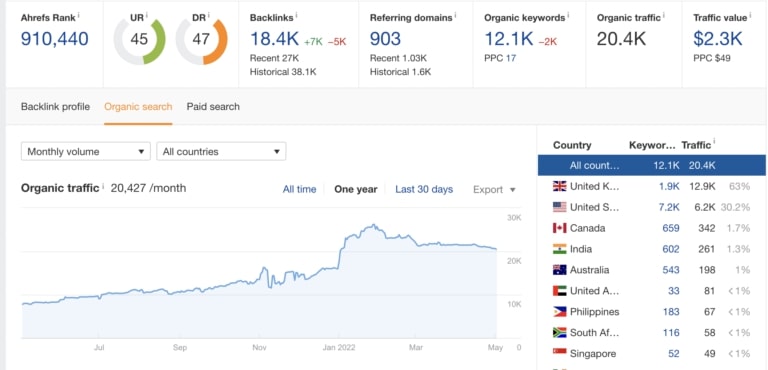 Ahrefs Rank i UR i DR i Backlinks i Referring domains i Organic keywords i Organic traffic i Traffic value i
910,440 45 47 18.4K +7K −5K 903 12.1K −2K 20.4K $2.3K
Recent 27K Recent 1.03K PPC 17 PPC $49
Historical 38.1K Historical 1.6K
Backlink profile Organic search Paid search
Monthly volume All countries
Organic traffic i 20,427 /month All time One year Last 30 days Export
30K
20K
10K
Jul Sep Nov Jan 2022 Mar May 0
Country Keywor... Traffic i
All count... 12.1K 20.4K
United K... 1.9K 12.9K 63%
United S... 7.2K 6.2K 30.2%
Canada 659 342 1.7%
India 602 261 1.3%
Australia 543 198 1%
United A... 33 81 <1%
Philippines 183 67 <1%
South Af... 116 58 <1%
Singapore 52 49 <1%